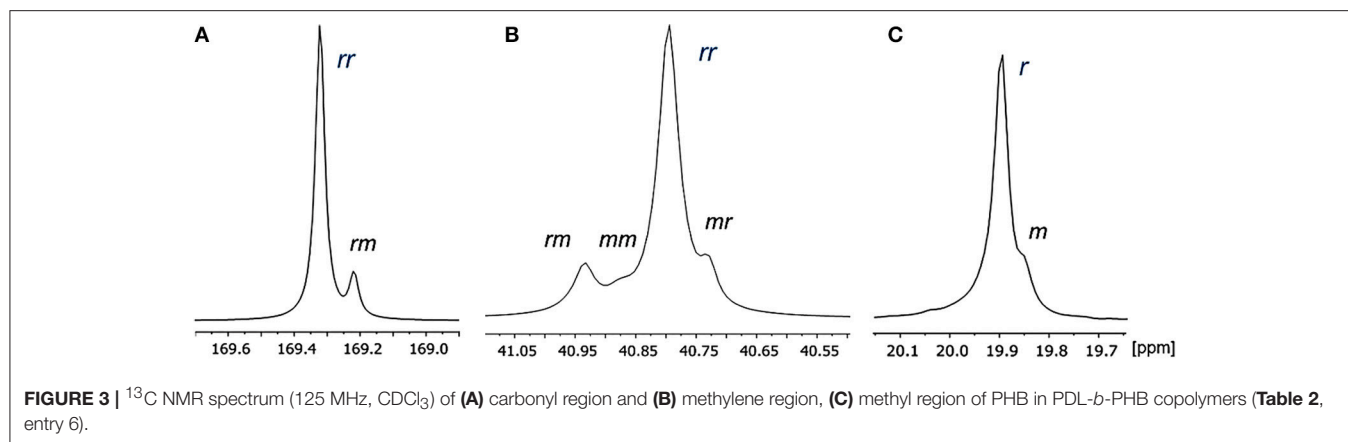 A
rr
rm
169.6 169.4 169.2 169.0
B
rr
rm mm mr
41.05 40.95 40.85 40.75 40.65 40.55
C
r
m
20.1 20.0 19.9 19.8 19.7 [ppm]
FIGURE 3 | ¹³C NMR spectrum (125 MHz, CDCl₃) of (A) carbonyl region and (B) methylene region, (C) methyl region of PHB in PDL-b-PHB copolymers (Table 2,
entry 6).